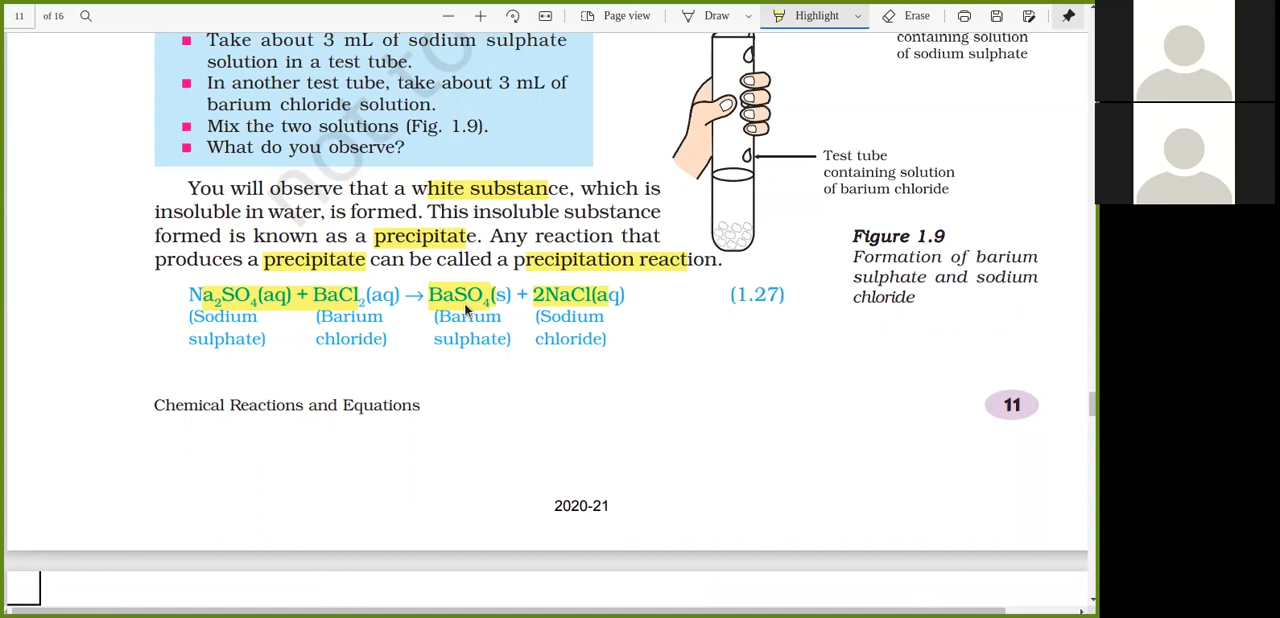 11 of 16 Page view Draw Highlight Erase
Take about 3 mL of sodium sulphate
solution in a test tube.
In another test tube, take about 3 mL of
barium chloride solution.
Mix the two solutions (Fig. 1.9).
What do you observe?
containing solution
of sodium sulphate
Test tube
containing solution
of barium chloride
You will observe that a white substance, which is
insoluble in water, is formed. This insoluble substance
formed is known as a precipitate. Any reaction that
produces a precipitate can be called a precipitation reaction.
Figure 1.9
Formation of barium
sulphate and sodium
chloride
Na₂SO₄(aq) + BaCl₂(aq) → BaSO₄(s) + 2NaCl(aq) (1.27)
(Sodium (Barium (Barium (Sodium
sulphate) chloride) sulphate) chloride)
Chemical Reactions and Equations 11
2020-21
not to